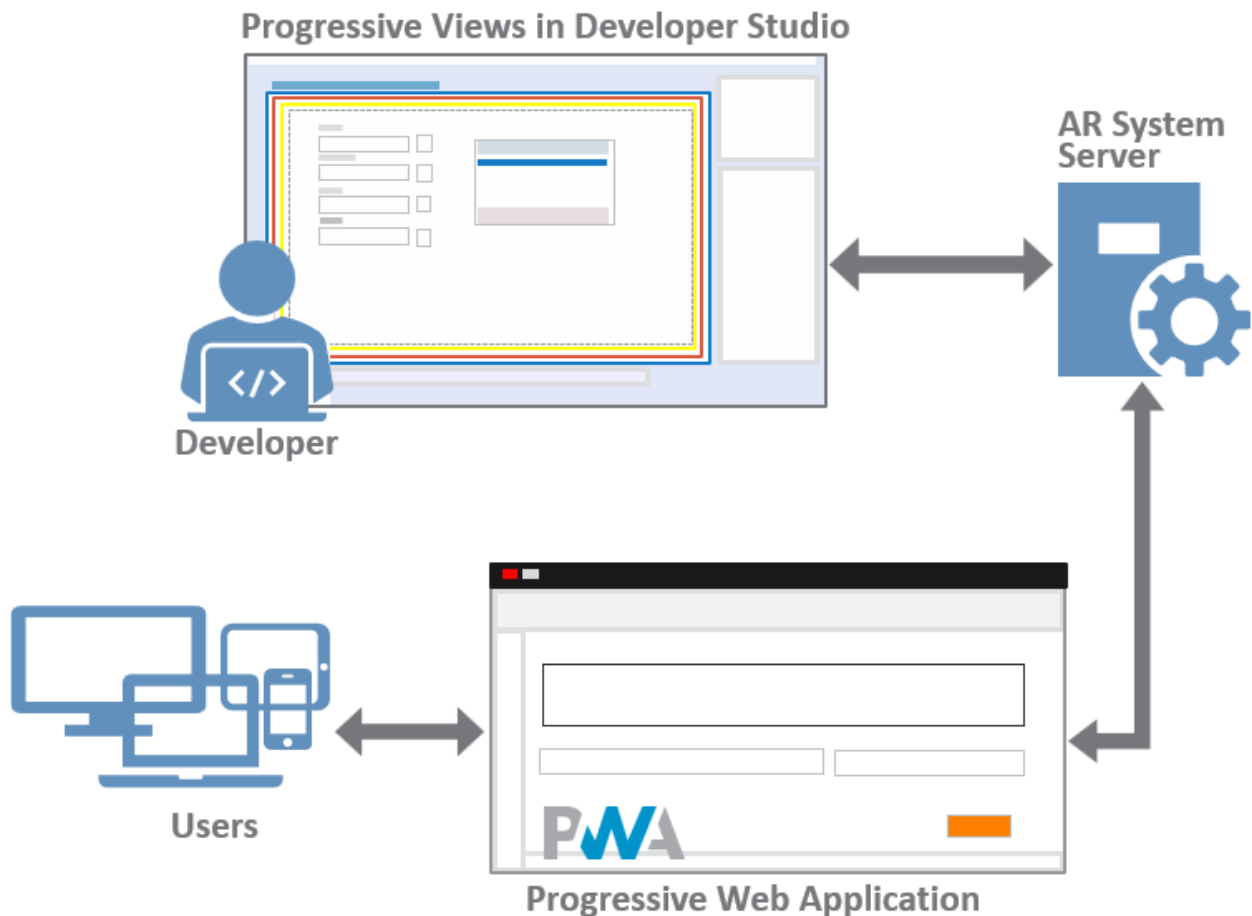 Progressive Views in Developer Studio
AR System
Server
</>
Developer
Users
PWA
Progressive Web Application